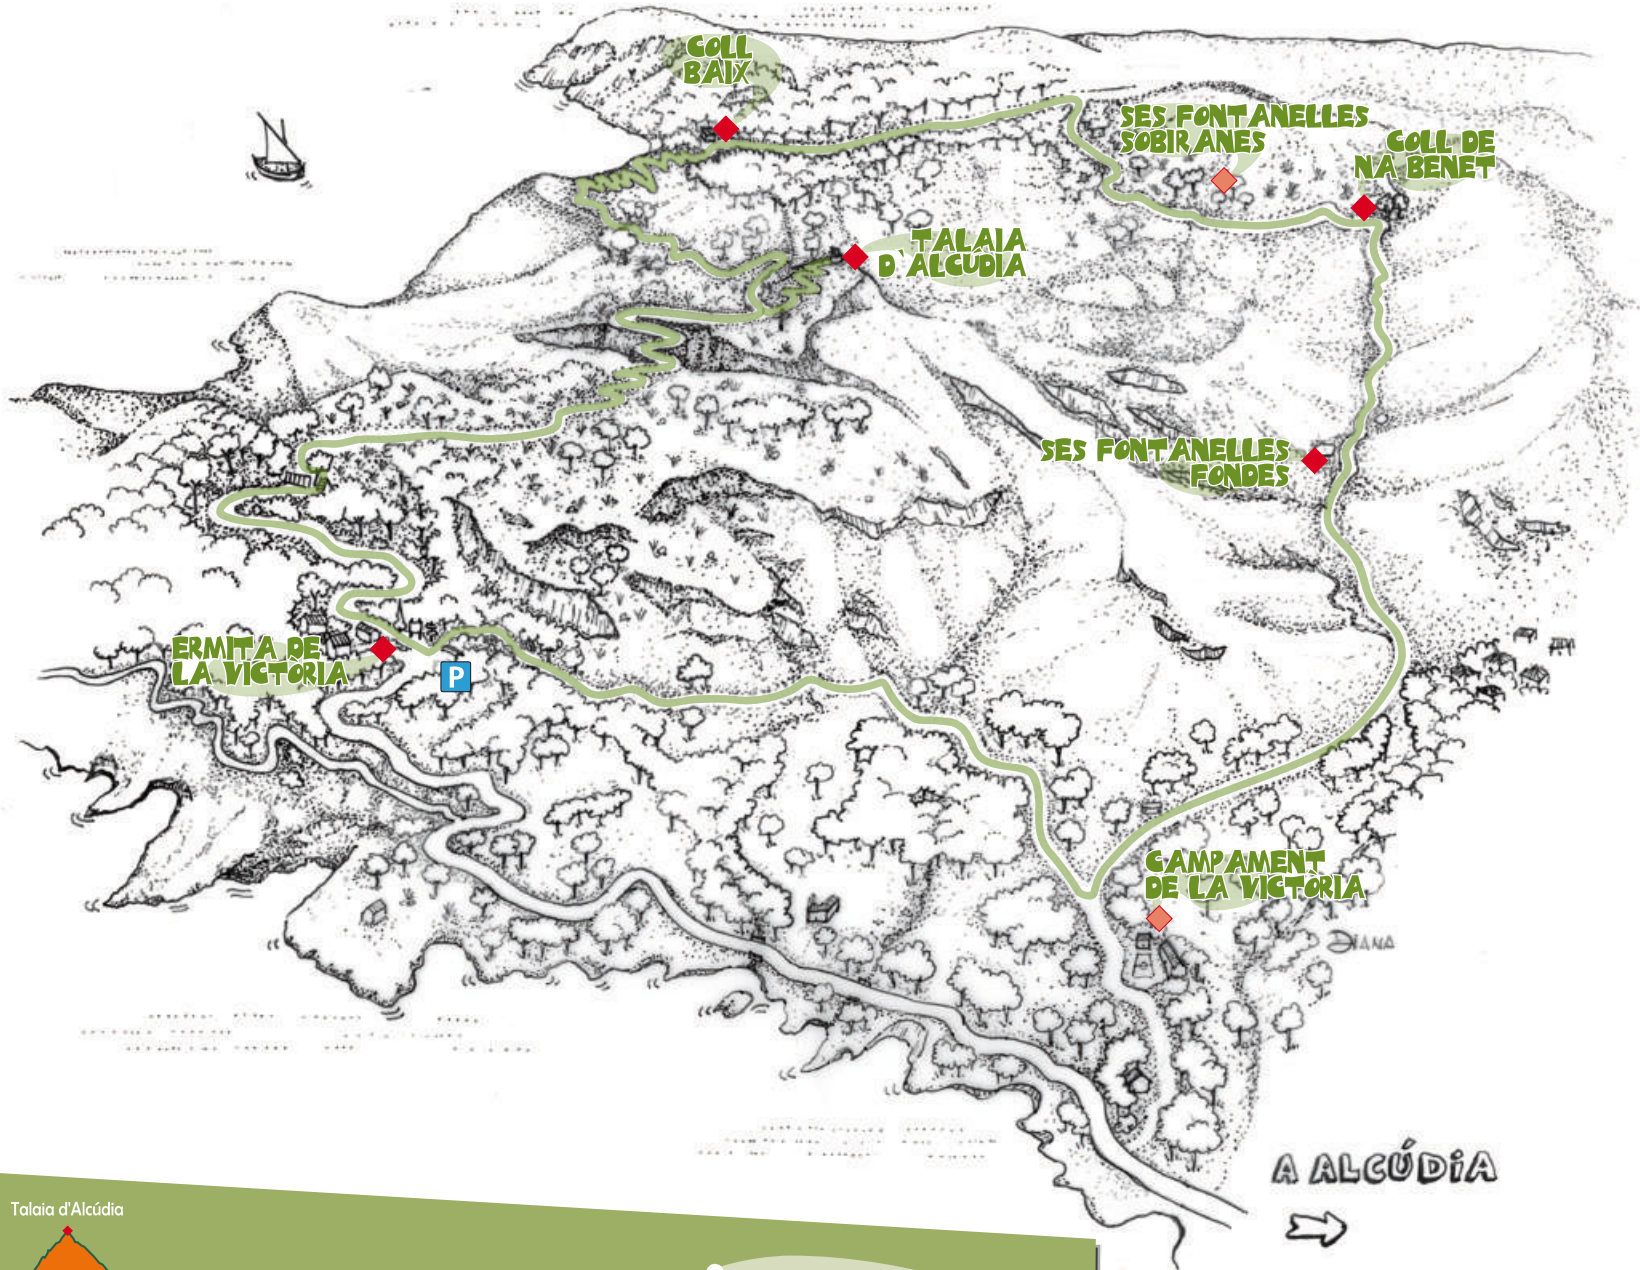 COLL
BAIX
SES FONTANELLES
SOBIRANES
COLL DE
NA BENET
TALAIA
D'ALCÚDIA
SES FONTANELLES
FONDES
ERMITA DE
LA VICTÒRIA
P
CAMPAMENT
DE LA VICTÒRIA
DIANA
A ALCÚDIA
Talaia d'Alcúdia